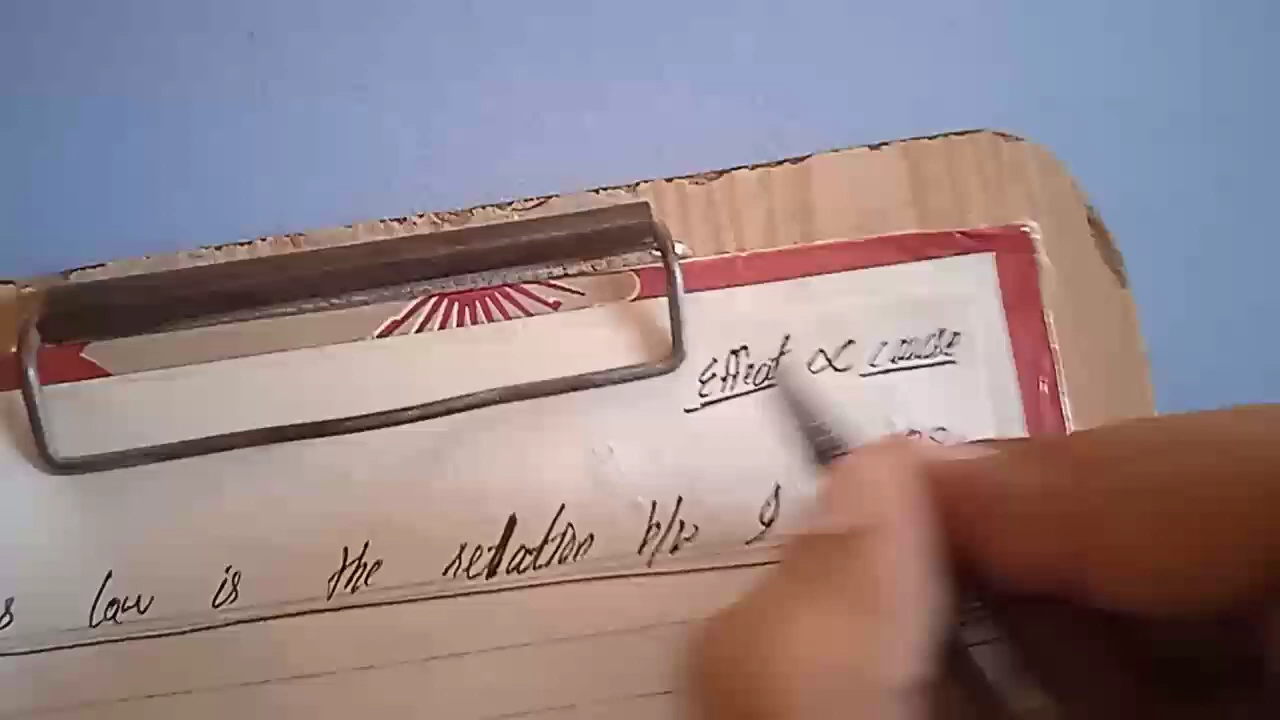 Effect ∝ cause
s law is the relation b/w